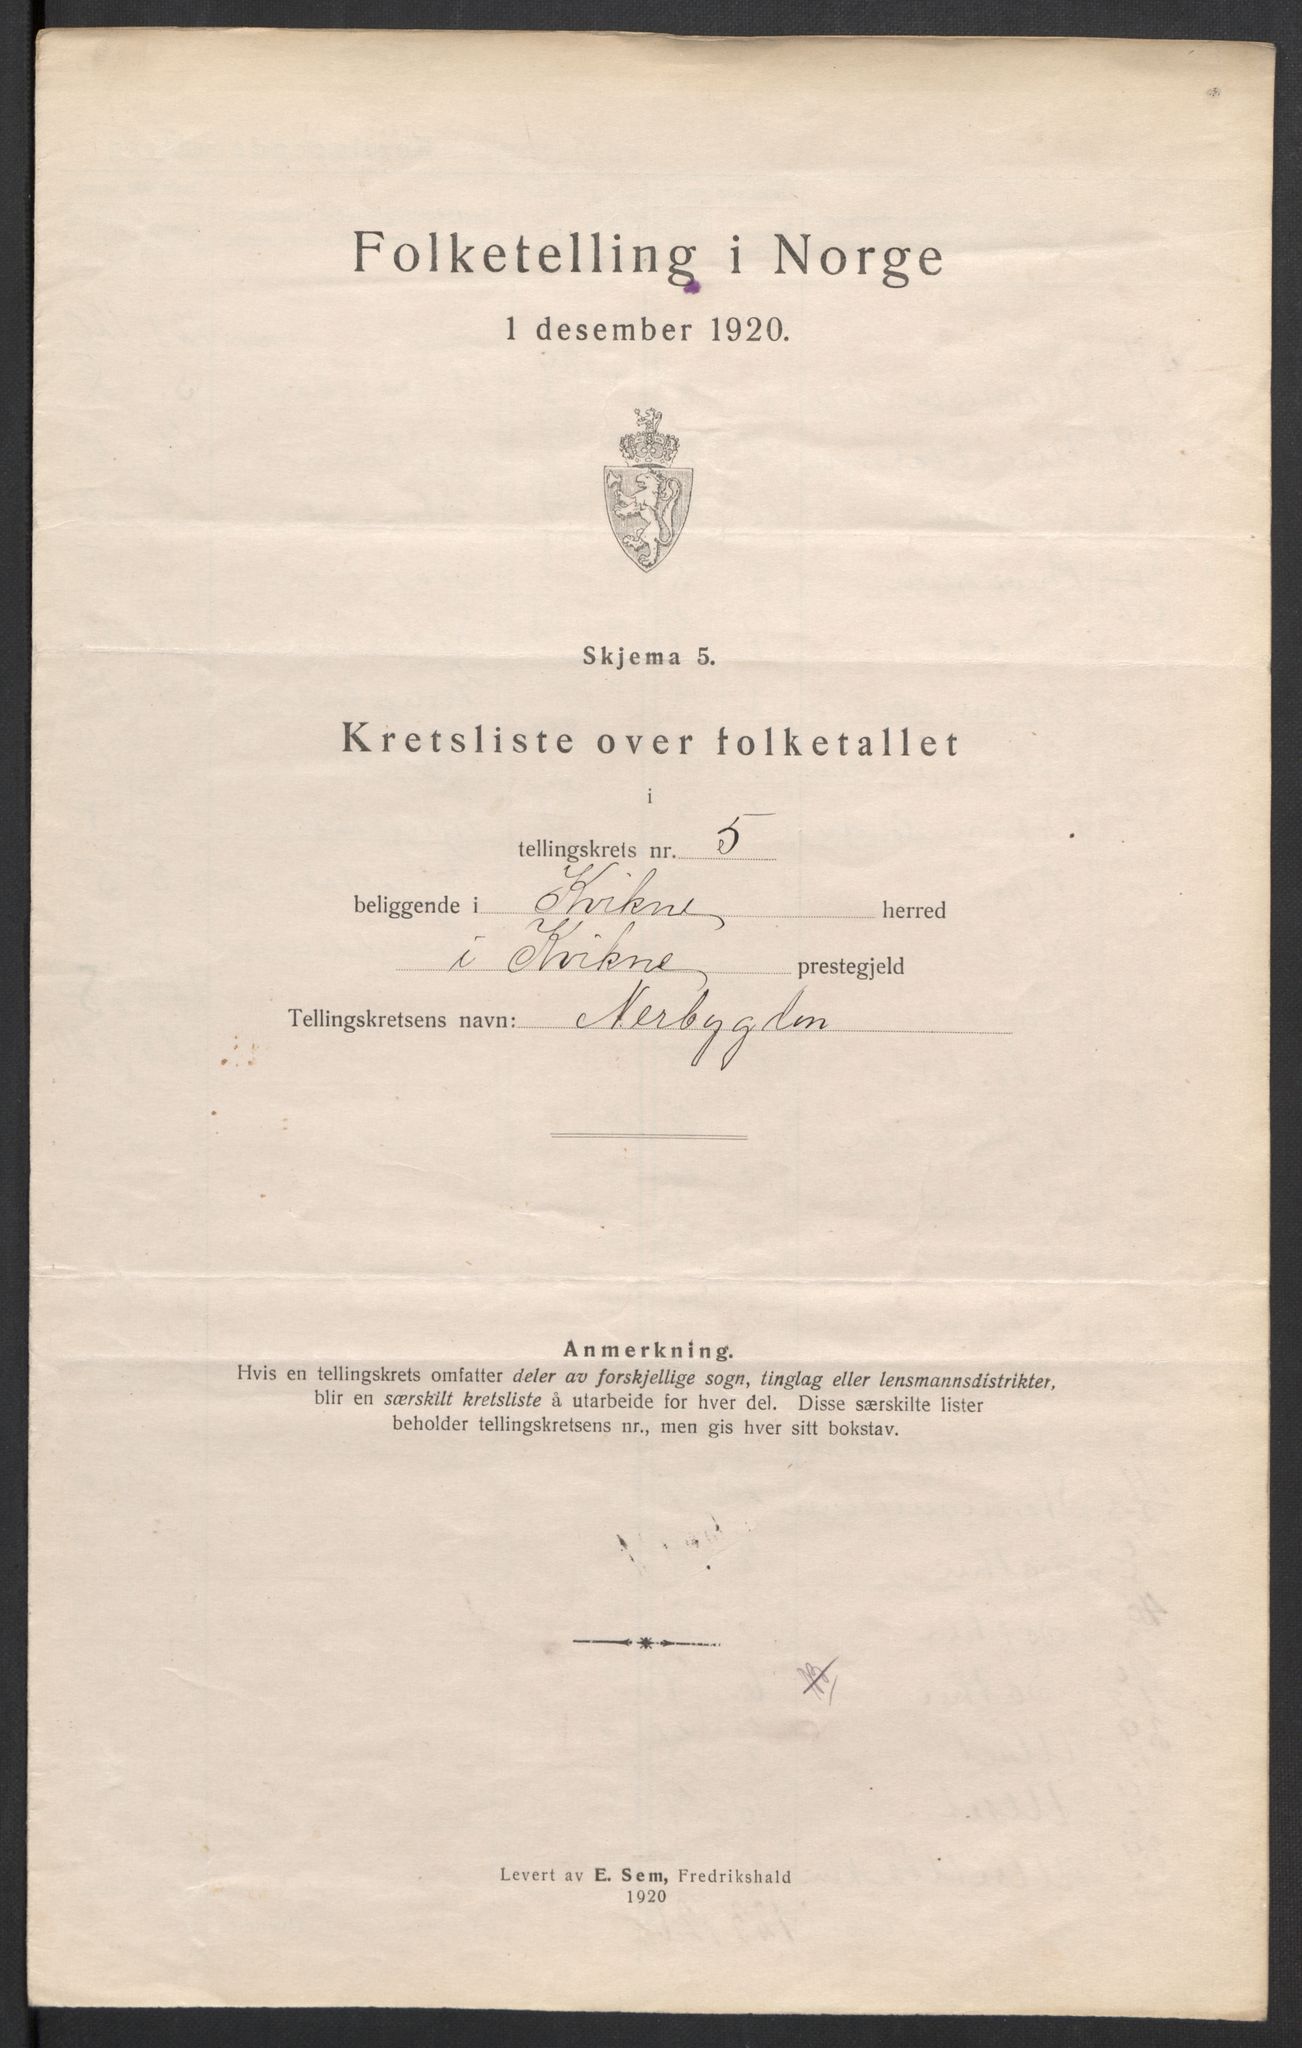 Folketelling i Norge
1 desember 1920.
Skjema 5.
Kretsliste over folketallet
i
tellingskrets nr. 5
beliggende i Kvikne herred
i Kvikne prestegjeld
Tellingskretsens navn: Nerbygden
Anmerkning.
Hvis en tellingskrets omfatter deler av forskjellige sogn, tinglag eller lensmannsdistrikter,
blir en særskilt kretsliste å utarbeide for hver del. Disse særskilte lister
beholder tellingskretsens nr., men gis hver sitt bokstav.
Levert av E. Sem, Fredrikshald
1920